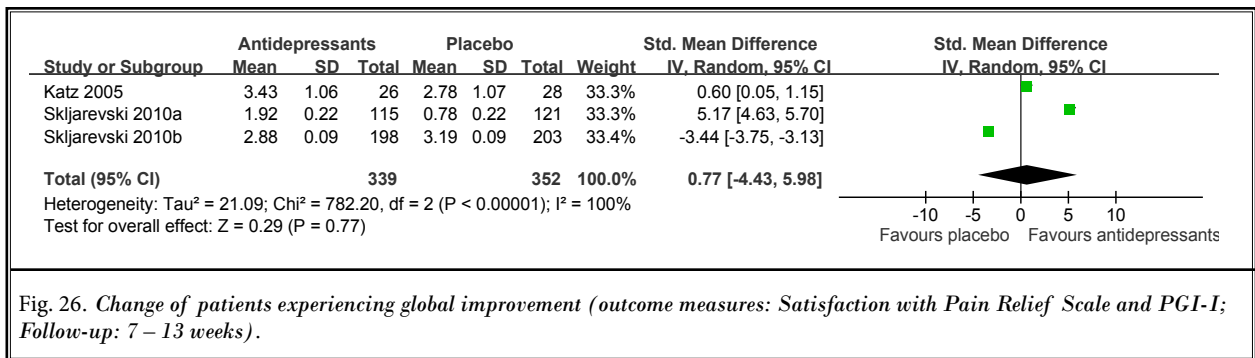 Antidepressants Placebo Std. Mean Difference Std. Mean Difference
Study or Subgroup Mean SD Total Mean SD Total Weight IV, Random, 95% CI IV, Random, 95% CI
Katz 2005 3.43 1.06 26 2.78 1.07 28 33.3% 0.60 [0.05, 1.15]
Skljarevski 2010a 1.92 0.22 115 0.78 0.22 121 33.3% 5.17 [4.63, 5.70]
Skljarevski 2010b 2.88 0.09 198 3.19 0.09 203 33.4% -3.44 [-3.75, -3.13]
Total (95% CI) 339 352 100.0% 0.77 [-4.43, 5.98]
Heterogeneity: Tau² = 21.09; Chi² = 782.20, df = 2 (P < 0.00001); I² = 100%
Test for overall effect: Z = 0.29 (P = 0.77)
-10 -5 0 5 10
Favours placebo Favours antidepressants
Fig. 26. Change of patients experiencing global improvement (outcome measures: Satisfaction with Pain Relief Scale and PGI-I;
Follow-up: 7 – 13 weeks).